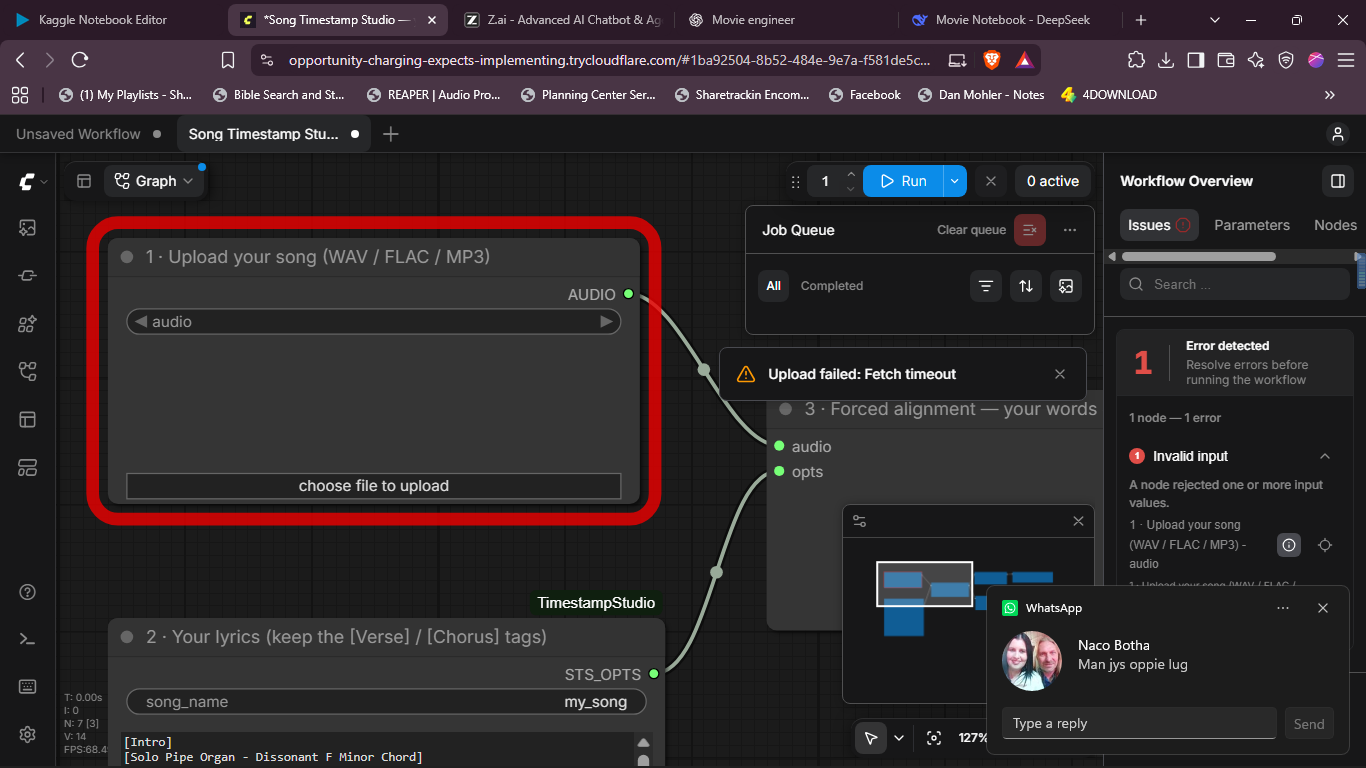 Kaggle Notebook Editor
*Song Timestamp Studio —
Z.ai - Advanced AI Chatbot & Ag
Movie engineer
Movie Notebook - DeepSeek
opportunity-charging-expects-implementing.trycloudflare.com/#1ba92504-8b52-484e-9e7a-f581de5c...
(1) My Playlists - Sh...
Bible Search and St...
REAPER | Audio Pro...
Planning Center Ser...
Sharetrackin Encom...
Facebook
Dan Mohler - Notes
4DOWNLOAD
Unsaved Workflow
Song Timestamp Stu...
Graph
1
Run
0 active
Workflow Overview
Issues
Parameters
Nodes
Search ...
Job Queue
Clear queue
All
Completed
1 · Upload your song (WAV / FLAC / MP3)
AUDIO
audio
choose file to upload
Upload failed: Fetch timeout
3 · Forced alignment — your words
audio
opts
1
Error detected
Resolve errors before
running the workflow
1 node — 1 error
1 Invalid input
A node rejected one or more input
values.
1 · Upload your song
(WAV / FLAC / MP3) -
audio
TimestampStudio
2 · Your lyrics (keep the [Verse] / [Chorus] tags)
STS_OPTS
song_name
my_song
[Intro]
[Solo Pipe Organ - Dissonant F Minor Chord]
T: 0.00s
I: 0
N: 7 [3]
V: 14
FPS:68.4
127%
WhatsApp
Naco Botha
Man jys oppie lug
Type a reply
Send